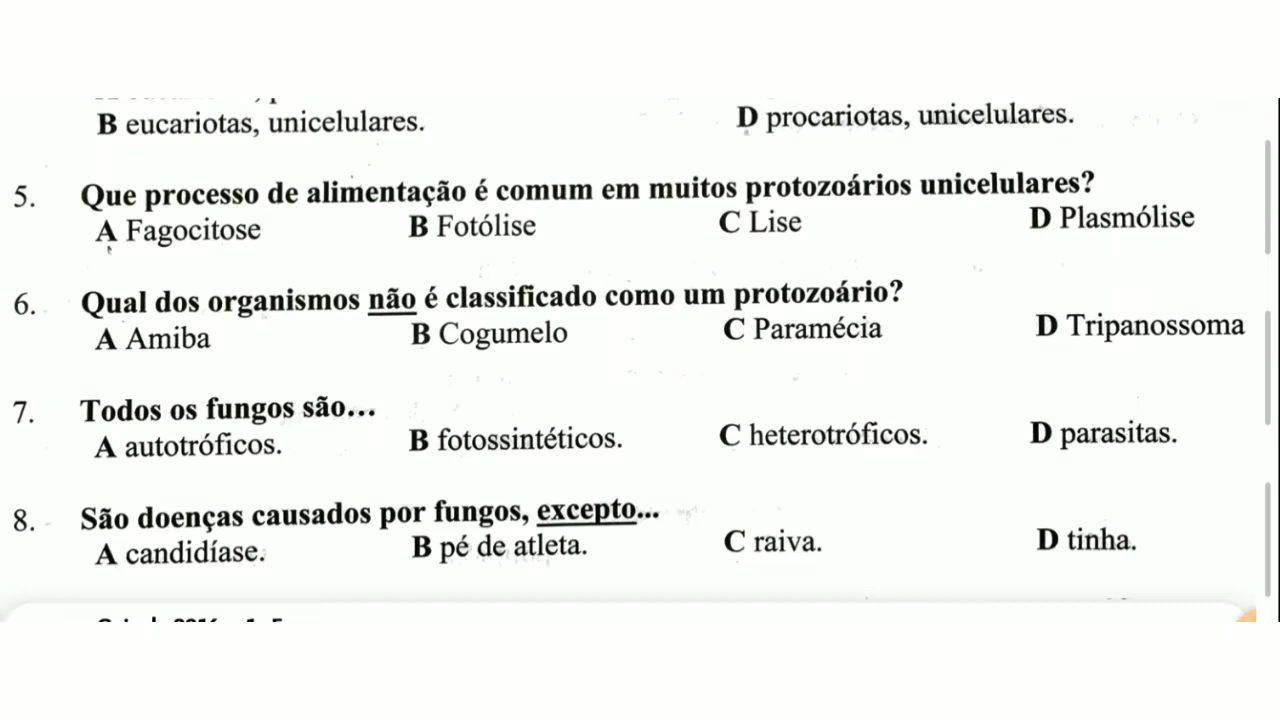 B eucariotas, unicelulares. D procariotas, unicelulares.
5. Que processo de alimentação é comum em muitos protozoários unicelulares?
A Fagocitose B Fotólise C Lise D Plasmólise
6. Qual dos organismos não é classificado como um protozoário?
A Amiba B Cogumelo C Paramécia D Tripanossoma
7. Todos os fungos são...
A autotróficos. B fotossintéticos. C heterotróficos. D parasitas.
8. São doenças causados por fungos, excepto...
A candidíase. B pé de atleta. C raiva. D tinha.